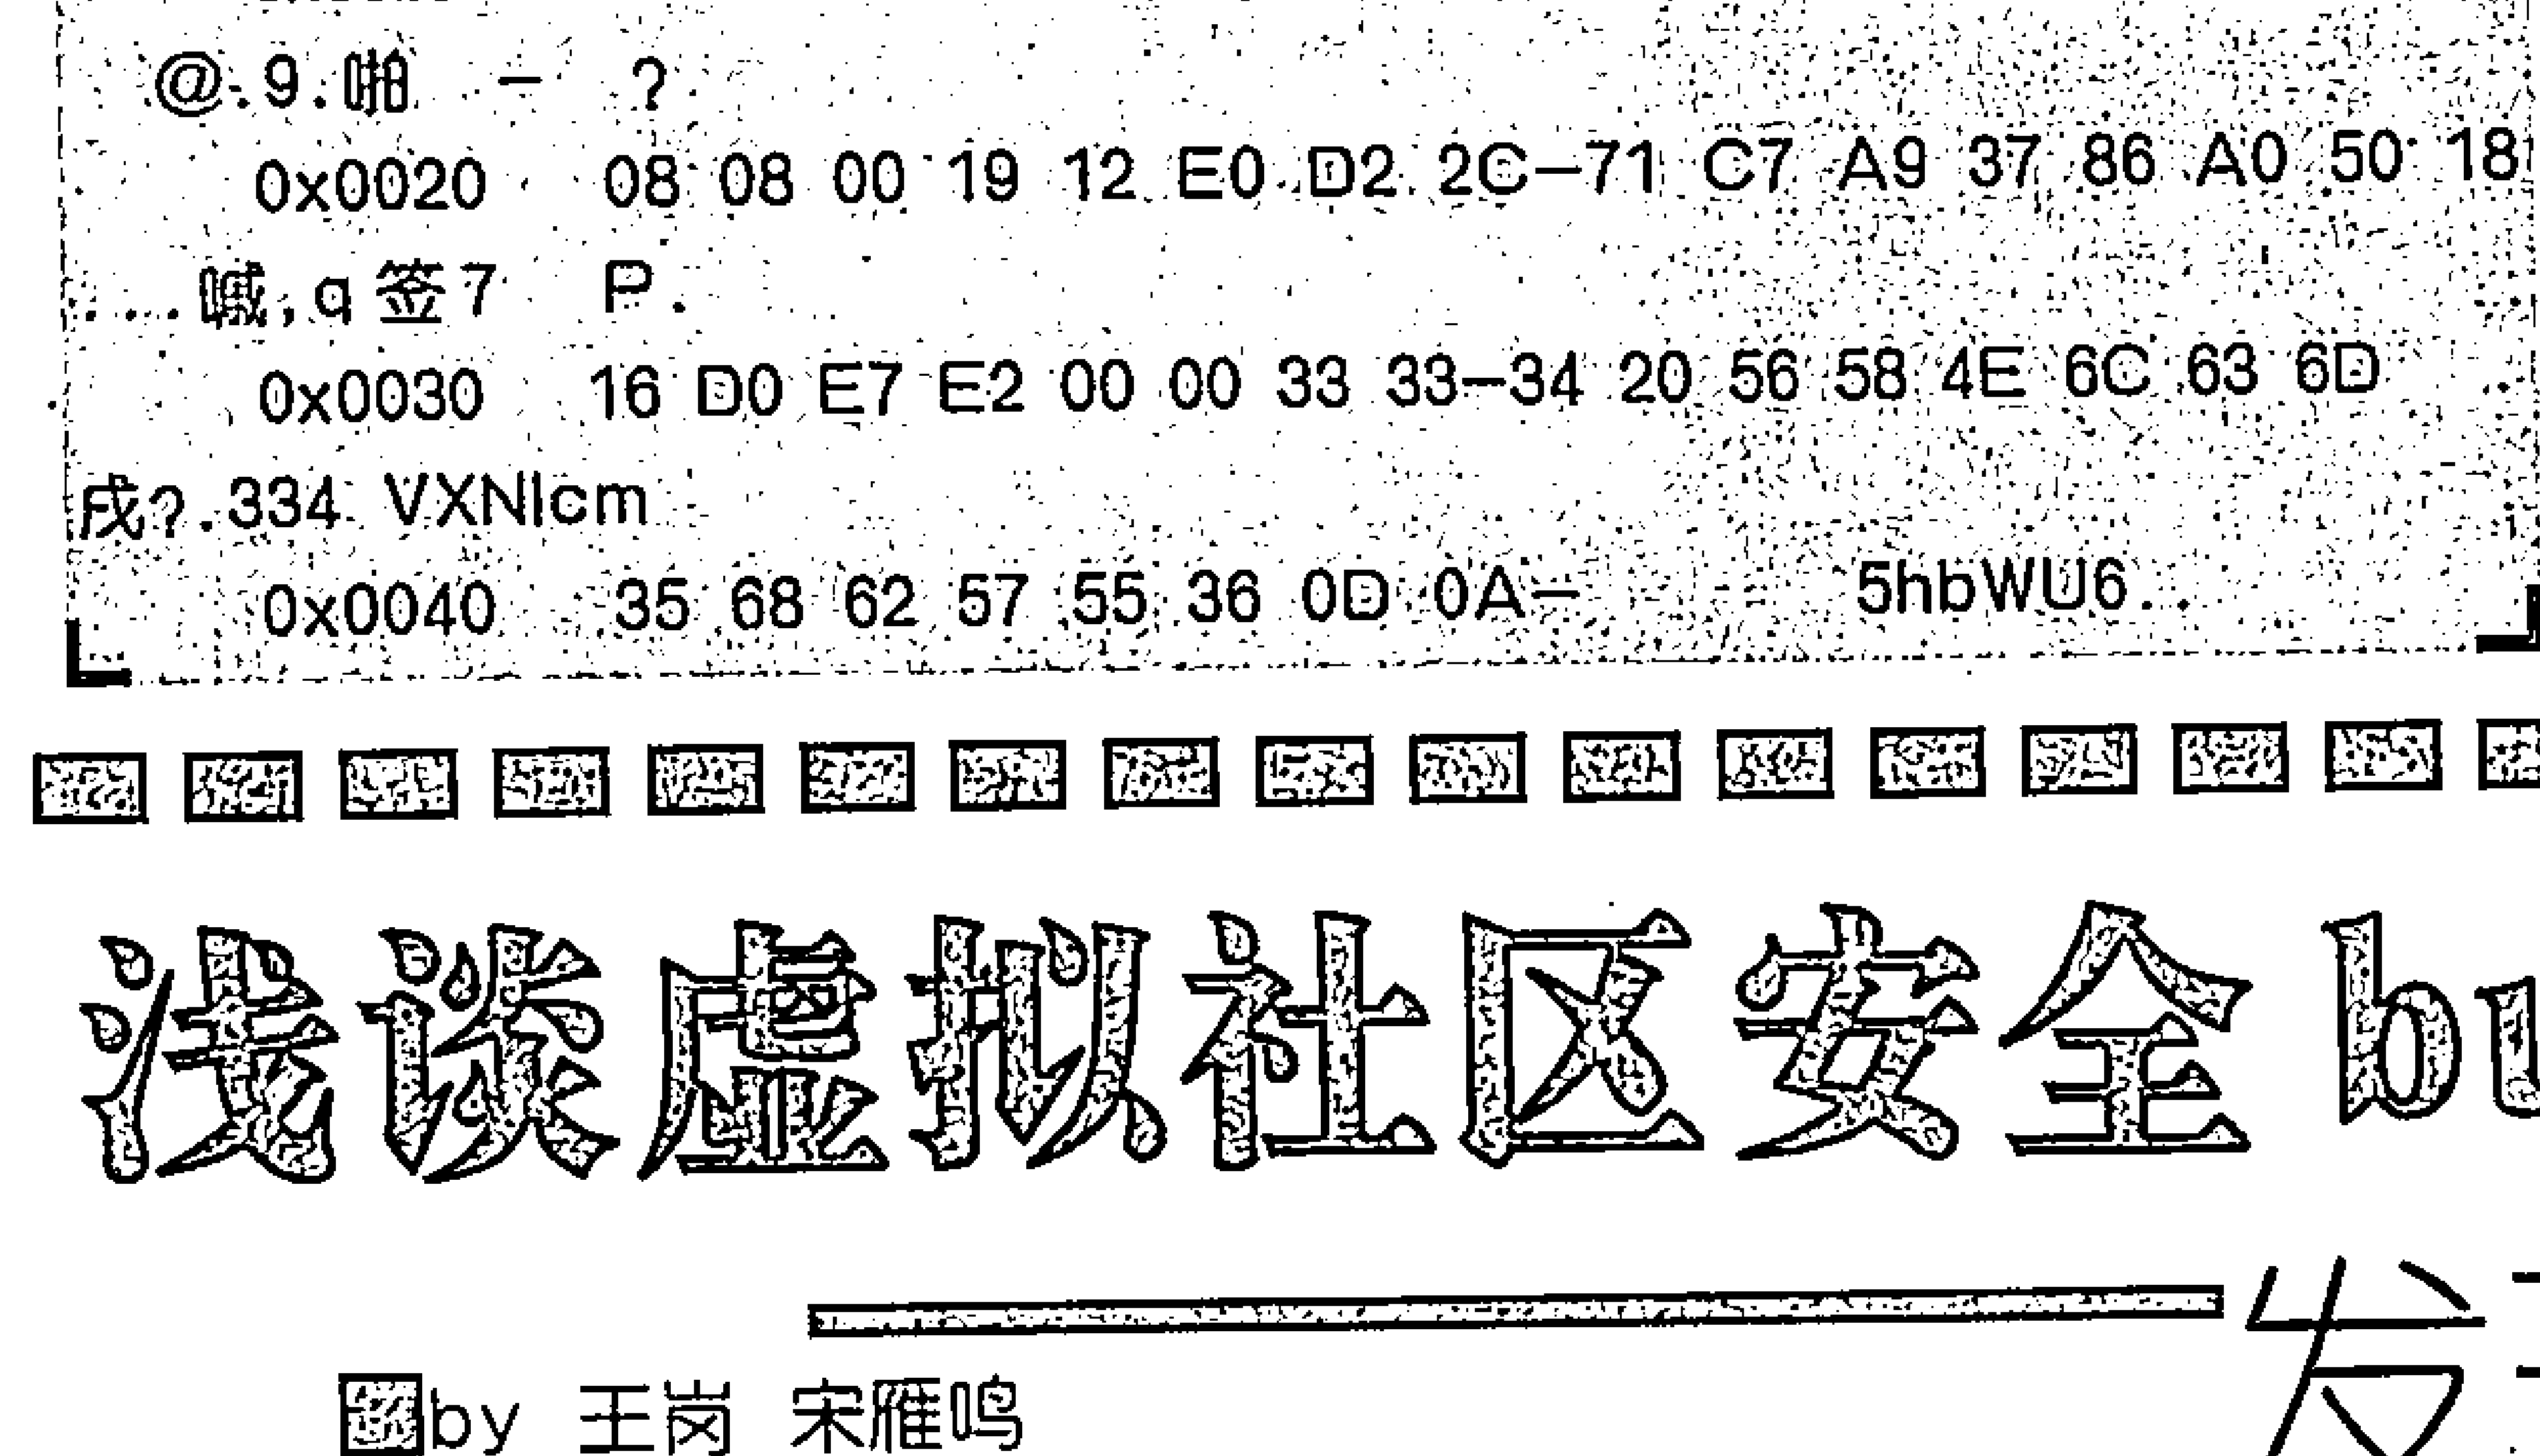 @.9.啪 - ?
0x0020 08 08 00 19 12 E0 D2 2C-71 C7 A9 37 86 A0 50 18
....嘁,q签7 P.
0x0030 16 D0 E7 E2 00 00 33 33-34 20 56 58 4E 6C 63 6D
戌?.334 VXNlcm
0x0040 35 68 62 57 55 36 0D 0A- 5hbWU6..
浅谈虚拟社区安全
by 王岗 宋雁鸣